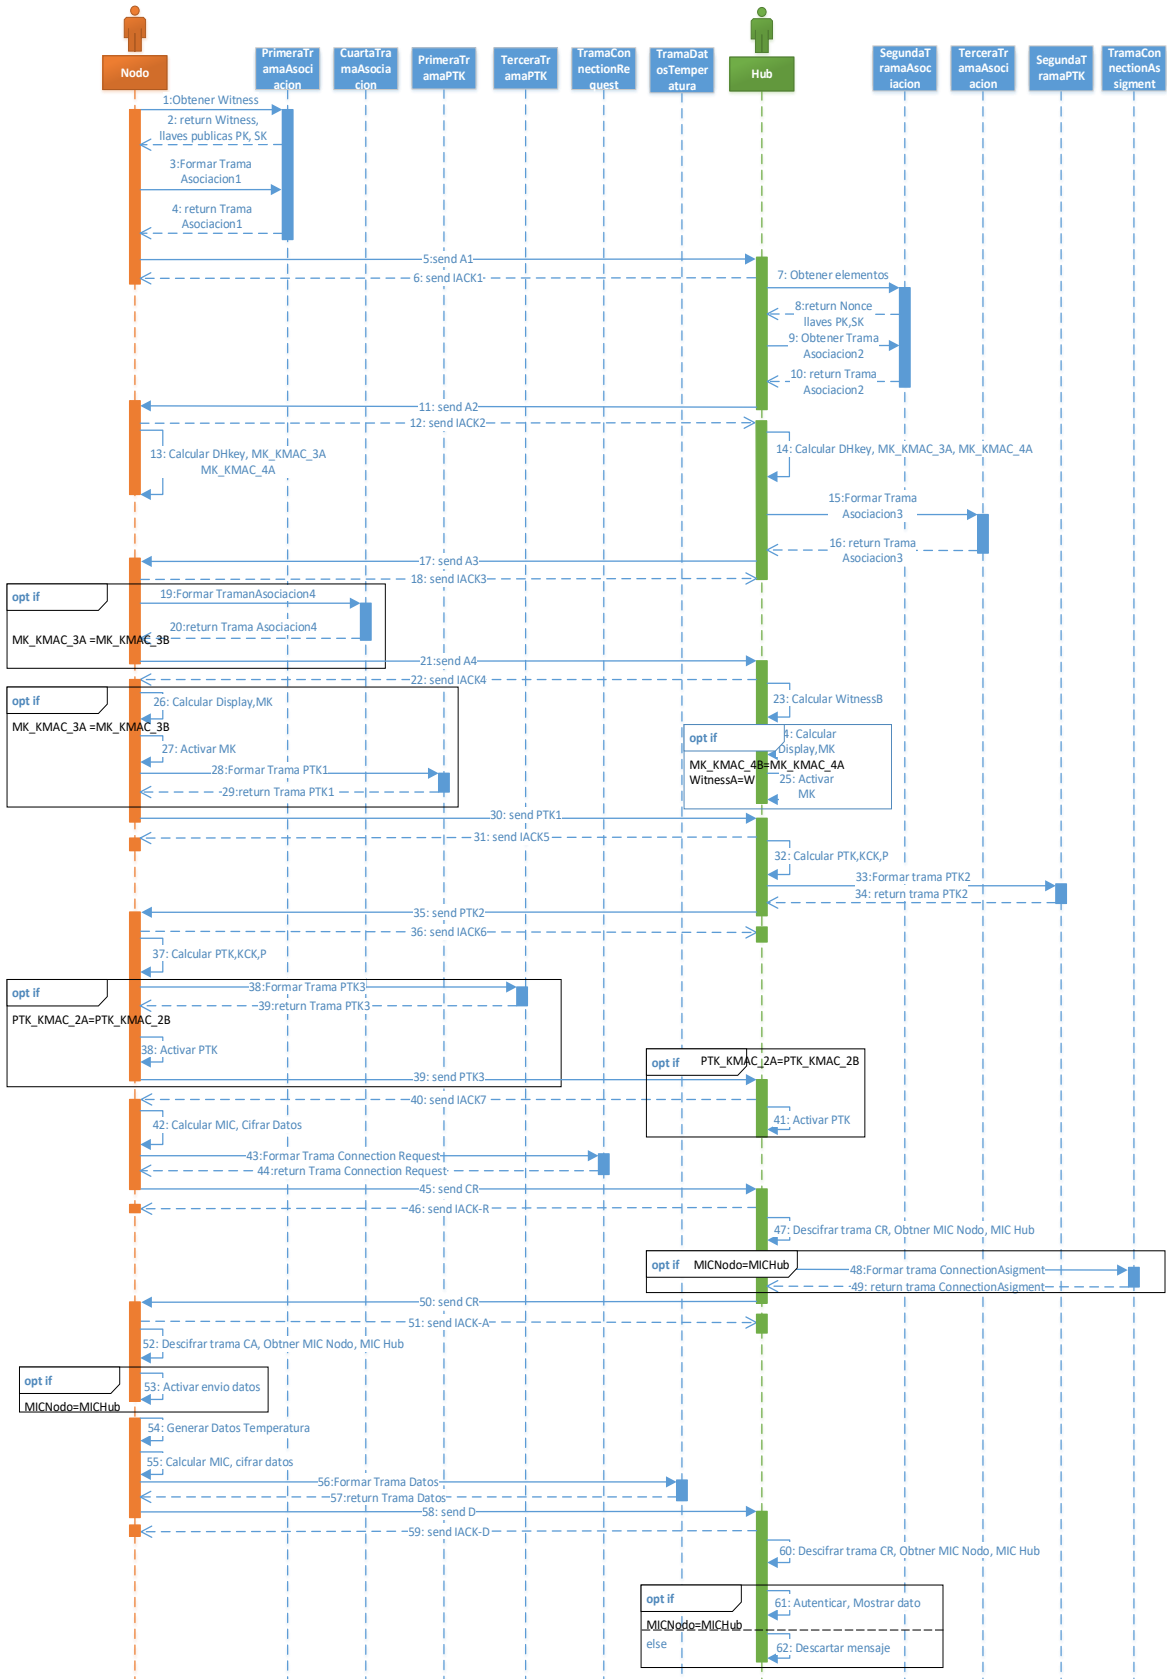 PrimeraTr
amaAsoci
acion
CuartaTra
maAsocia
cion
PrimeraT
ramaPTK
TerceraTr
amaPTK
TramaCon
nectionRe
quest
TramaDat
osTemper
atura
SegundaT
ramaAsoc
iacion
TerceraTr
amaAsoci
acion
SegundaT
ramaPTK
TramaCon
nectionAs
sigment
Nodo
Hub
1:Obtener Witness
2: return Witness,
llaves publicas PK, SK
3:Formar Trama
Asociacion1
4: return Trama
Asociacion1
5:send A1
6: send IACK1
7: Obtener elementos
8:return Nonce
llaves PK,SK
9: Obtener Trama
Asociacion2
10: return Trama
Asociacion2
11: send A2
12: send IACK2
13: Calcular DHkey, MK_KMAC_3A
MK_KMAC_4A
14: Calcular DHkey, MK_KMAC_3A, MK_KMAC_4A
15:Formar Trama
Asociacion3
16: return Trama
Asociacion3
17: send A3
18: send IACK3
opt if
19:Formar TramanAsociacion4
20:return Trama Asociacion4
MK_KMAC_3A =MK_KMAC_3B
21:send A4
22: send IACK4
opt if
26: Calcular Display,MK
23: Calcular WitnessB
MK_KMAC_3A =MK_KMAC_3B
27: Activar MK
opt if
4: Calcular
Display,MK
MK_KMAC_4B=MK_KMAC_4A
WitnessA=W
25: Activar
MK
28:Formar Trama PTK1
29:return Trama PTK1
30: send PTK1
31: send IACK5
32: Calcular PTK,KCK,P
33:Formar trama PTK2
34: return trama PTK2
35: send PTK2
36: send IACK6
37: Calcular PTK,KCK,P
opt if
38:Formar Trama PTK3
39:return Trama PTK3
PTK_KMAC_2A=PTK_KMAC_2B
38: Activar PTK
opt if
PTK_KMAC_2A=PTK_KMAC_2B
39: send PTK3
40: send IACK7
41: Activar PTK
42: Calcular MIC, Cifrar Datos
43:Formar Trama Connection Request
44:return Trama Connection Request
45: send CR
46: send IACK-R
47: Descifrar trama CR, Obtner MIC Nodo, MIC Hub
opt if
MICNodo=MICHub
48:Formar trama ConnectionAsigment
49: return trama ConnectionAsigment
50: send CR
51: send IACK-A
52: Descifrar trama CA, Obtner MIC Nodo, MIC Hub
opt if
53: Activar envio datos
MICNodo=MICHub
54: Generar Datos Temperatura
55: Calcular MIC, cifrar datos
56:Formar Trama Datos
57:return Trama Datos
58: send D
59: send IACK-D
60: Descifrar trama CR, Obtner MIC Nodo, MIC Hub
opt if
61: Autenticar, Mostrar dato
MICNodo=MICHub
else
62: Descartar mensaje